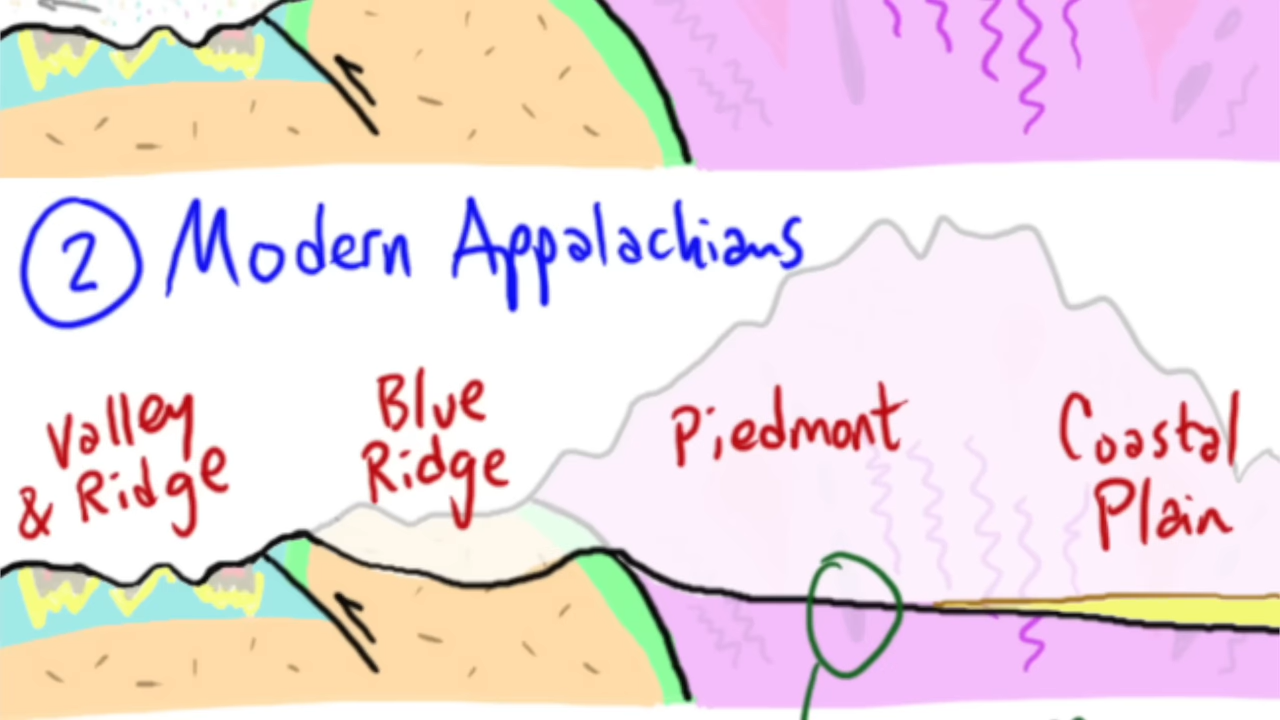 2 Modern Appalachians
Valley
& Ridge
Blue
Ridge
Piedmont
Coastal
Plain